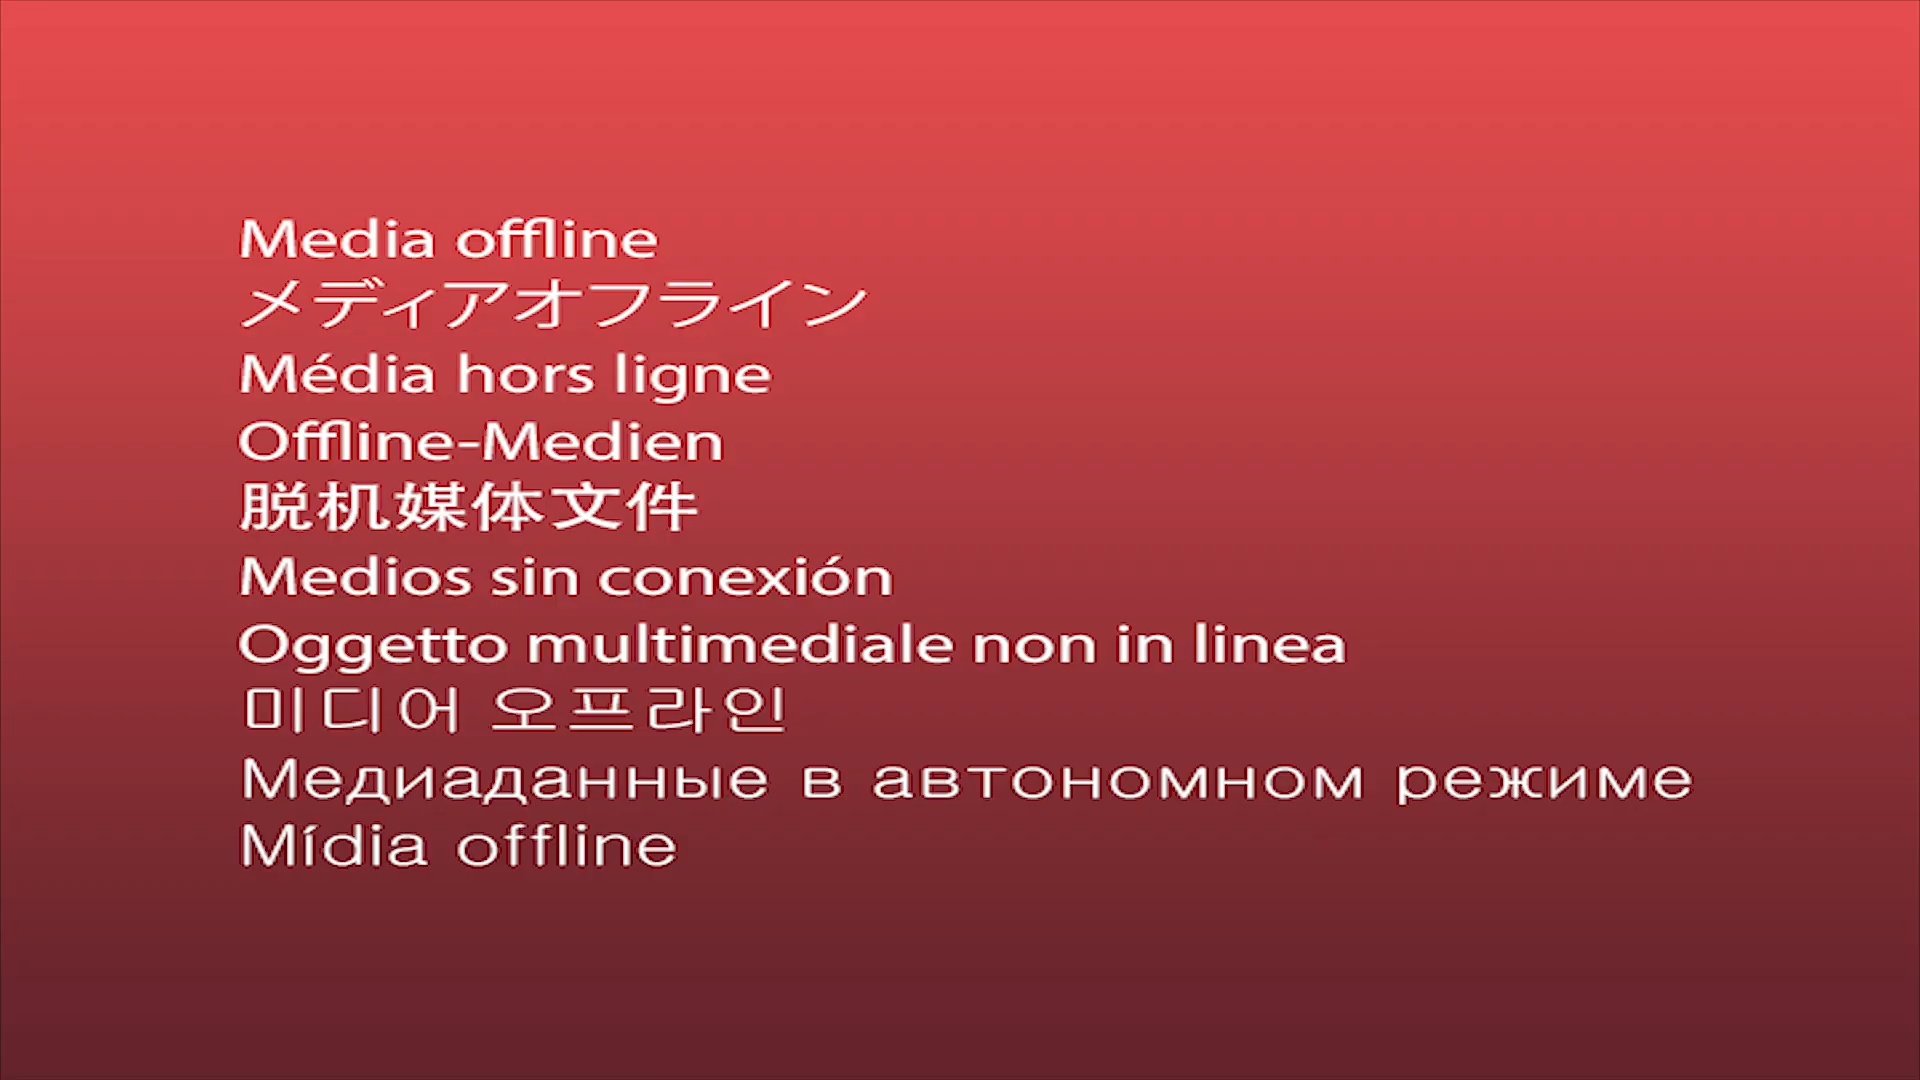 Media offline
メディアオフライン
Média hors ligne
Offline-Medien
脱机媒体文件
Medios sin conexión
Oggetto multimediale non in linea
미디어 오프라인
Медиаданные в автономном режиме
Mídia offline